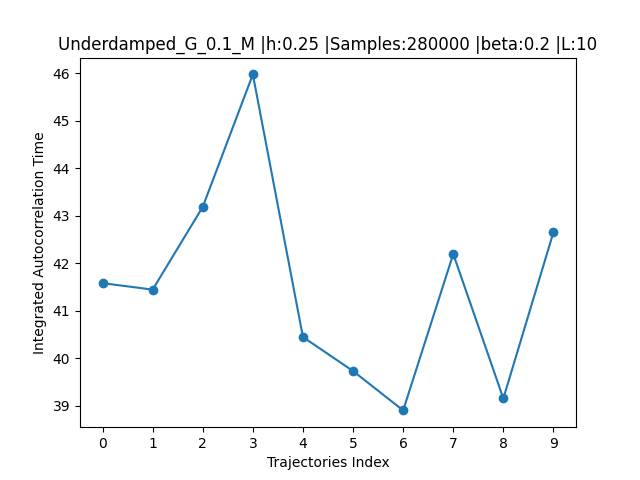 Underdamped_G_0.1_M |h:0.25 |Samples:280000 |beta:0.2 |L:10
46
45
44
43
42
41
40
39
Integrated Autocorrelation Time
0 1 2 3 4 5 6 7 8 9
Trajectories Index